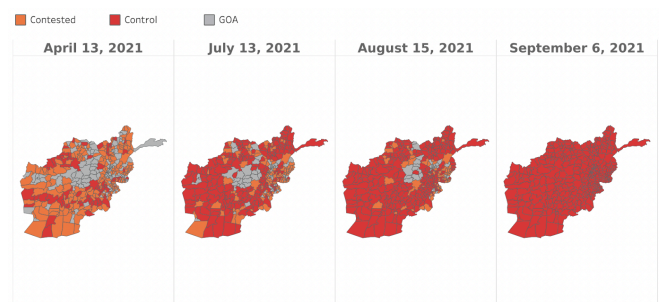 Contested Control GOA
April 13, 2021 July 13, 2021 August 15, 2021 September 6, 2021